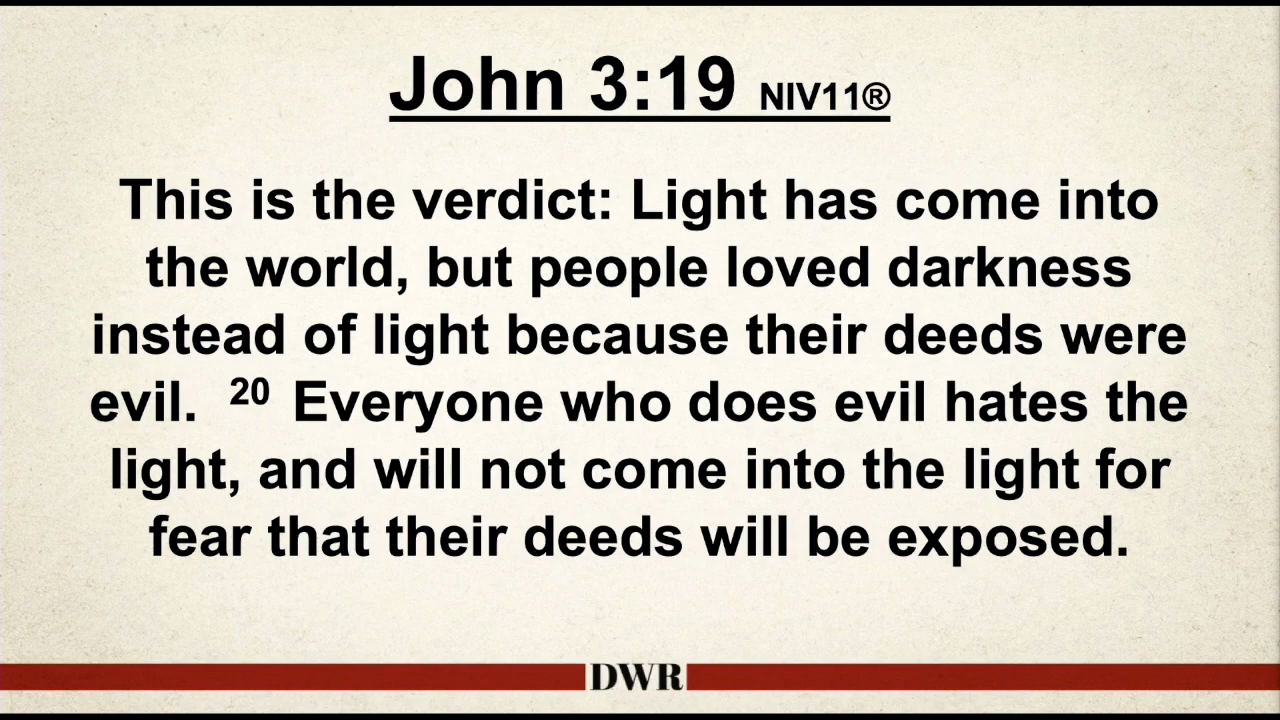 John 3:19 NIV11®
This is the verdict: Light has come into
the world, but people loved darkness
instead of light because their deeds were
evil. 20 Everyone who does evil hates the
light, and will not come into the light for
fear that their deeds will be exposed.
DWR